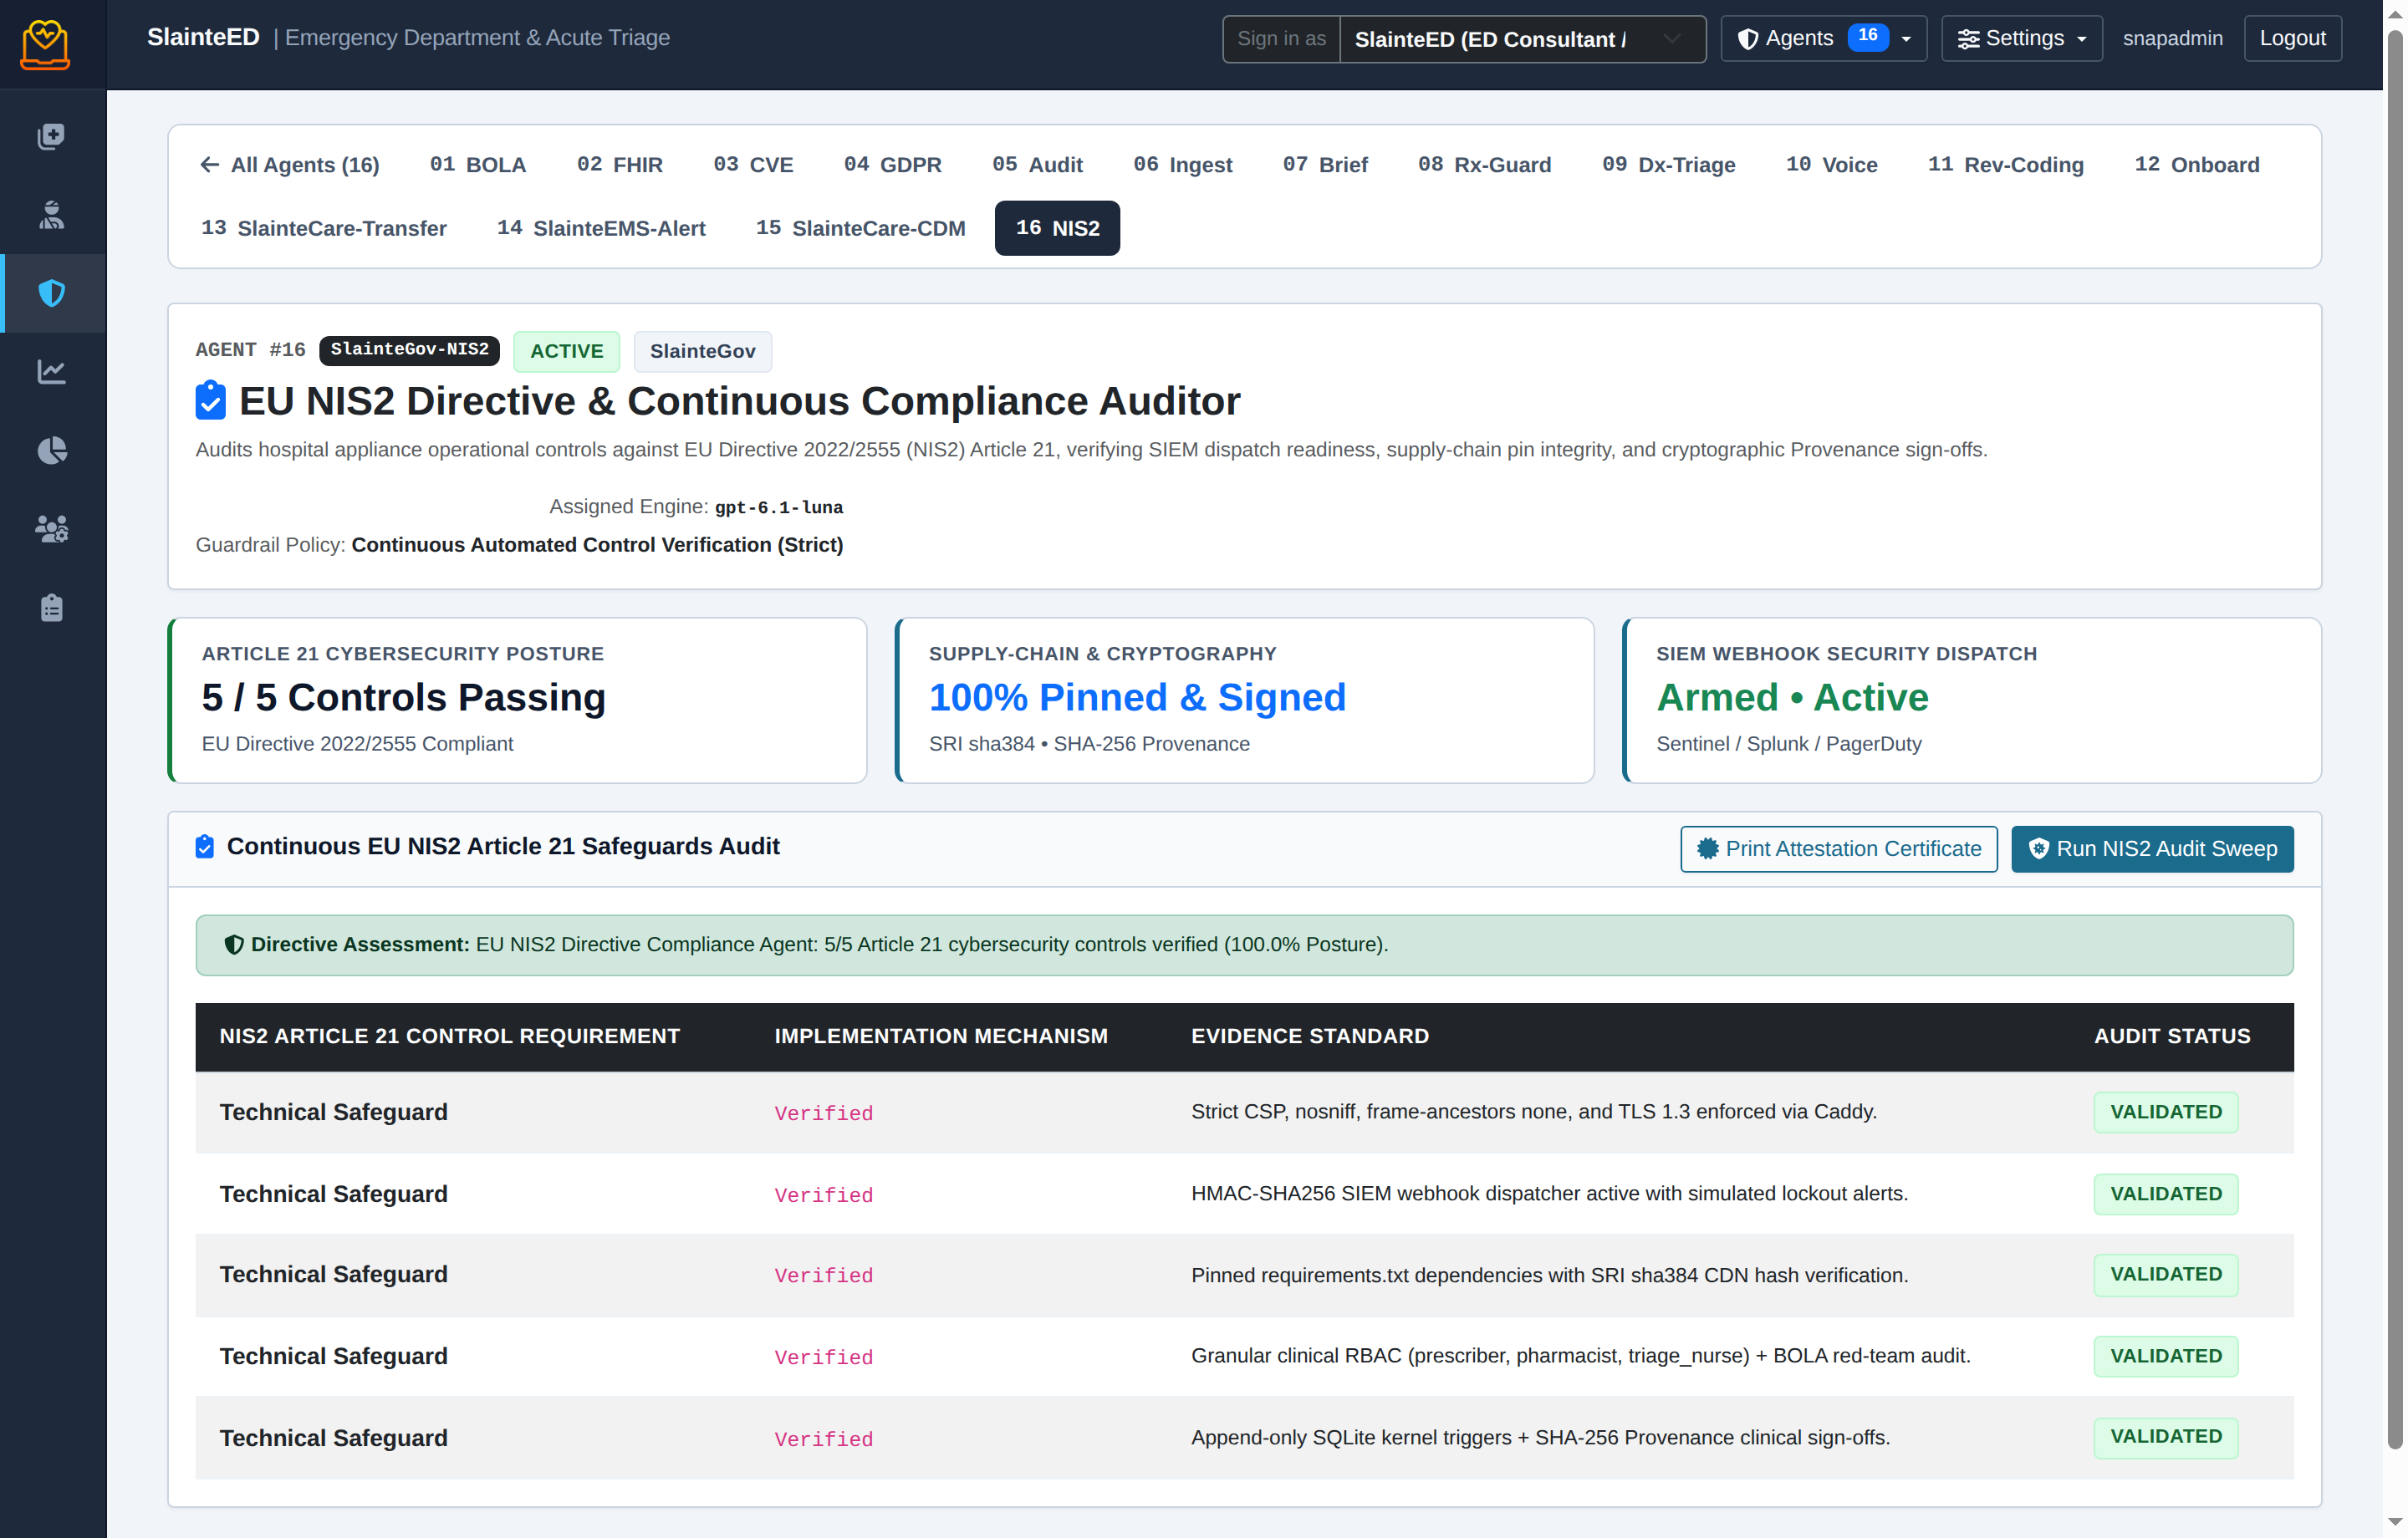 SlainteED | Emergency Department & Acute Triage
Sign in as SlainteED (ED Consultant / Agents 16 Settings snapadmin Logout
All Agents (16) 01 BOLA 02 FHIR 03 CVE 04 GDPR 05 Audit 06 Ingest 07 Brief 08 Rx-Guard 09 Dx-Triage 10 Voice 11 Rev-Coding 12 Onboard
13 SlainteCare-Transfer 14 SlainteEMS-Alert 15 SlainteCare-CDM 16 NIS2
AGENT #16 SlainteGov-NIS2 ACTIVE SlainteGov
EU NIS2 Directive & Continuous Compliance Auditor
Audits hospital appliance operational controls against EU Directive 2022/2555 (NIS2) Article 21, verifying SIEM dispatch readiness, supply-chain pin integrity, and cryptographic Provenance sign-offs.
Assigned Engine: gpt-6.1-luna
Guardrail Policy: Continuous Automated Control Verification (Strict)
ARTICLE 21 CYBERSECURITY POSTURE
5 / 5 Controls Passing
EU Directive 2022/2555 Compliant
SUPPLY-CHAIN & CRYPTOGRAPHY
100% Pinned & Signed
SRI sha384 • SHA-256 Provenance
SIEM WEBHOOK SECURITY DISPATCH
Armed • Active
Sentinel / Splunk / PagerDuty
Continuous EU NIS2 Article 21 Safeguards Audit
Print Attestation Certificate Run NIS2 Audit Sweep
Directive Assessment: EU NIS2 Directive Compliance Agent: 5/5 Article 21 cybersecurity controls verified (100.0% Posture).
NIS2 ARTICLE 21 CONTROL REQUIREMENT IMPLEMENTATION MECHANISM EVIDENCE STANDARD AUDIT STATUS
Technical Safeguard Verified Strict CSP, nosniff, frame-ancestors none, and TLS 1.3 enforced via Caddy. VALIDATED
Technical Safeguard Verified HMAC-SHA256 SIEM webhook dispatcher active with simulated lockout alerts. VALIDATED
Technical Safeguard Verified Pinned requirements.txt dependencies with SRI sha384 CDN hash verification. VALIDATED
Technical Safeguard Verified Granular clinical RBAC (prescriber, pharmacist, triage_nurse) + BOLA red-team audit. VALIDATED
Technical Safeguard Verified Append-only SQLite kernel triggers + SHA-256 Provenance clinical sign-offs. VALIDATED